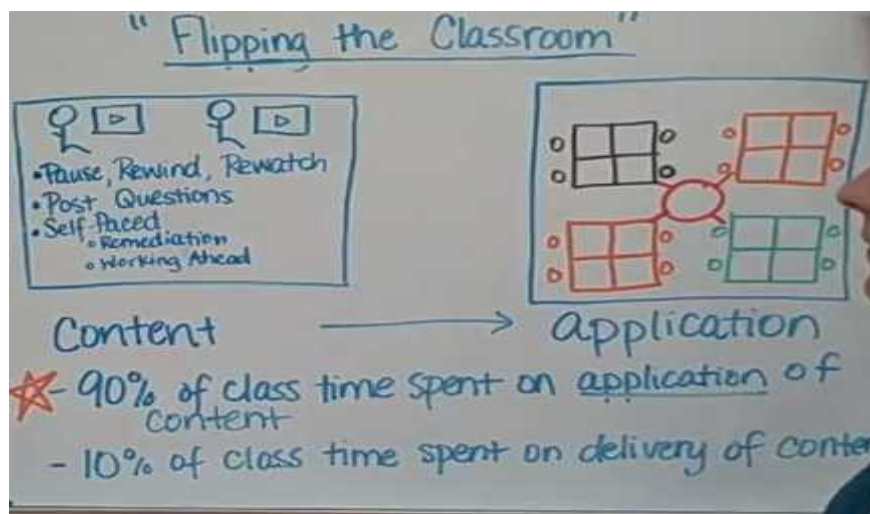 "Flipping the Classroom"
•Pause, Rewind, Rewatch
•Post Questions
•Self-Paced
o Remediation
o Working Ahead
Content
application
- 90% of class time spent on application of
content
- 10% of class time spent on delivery of conte